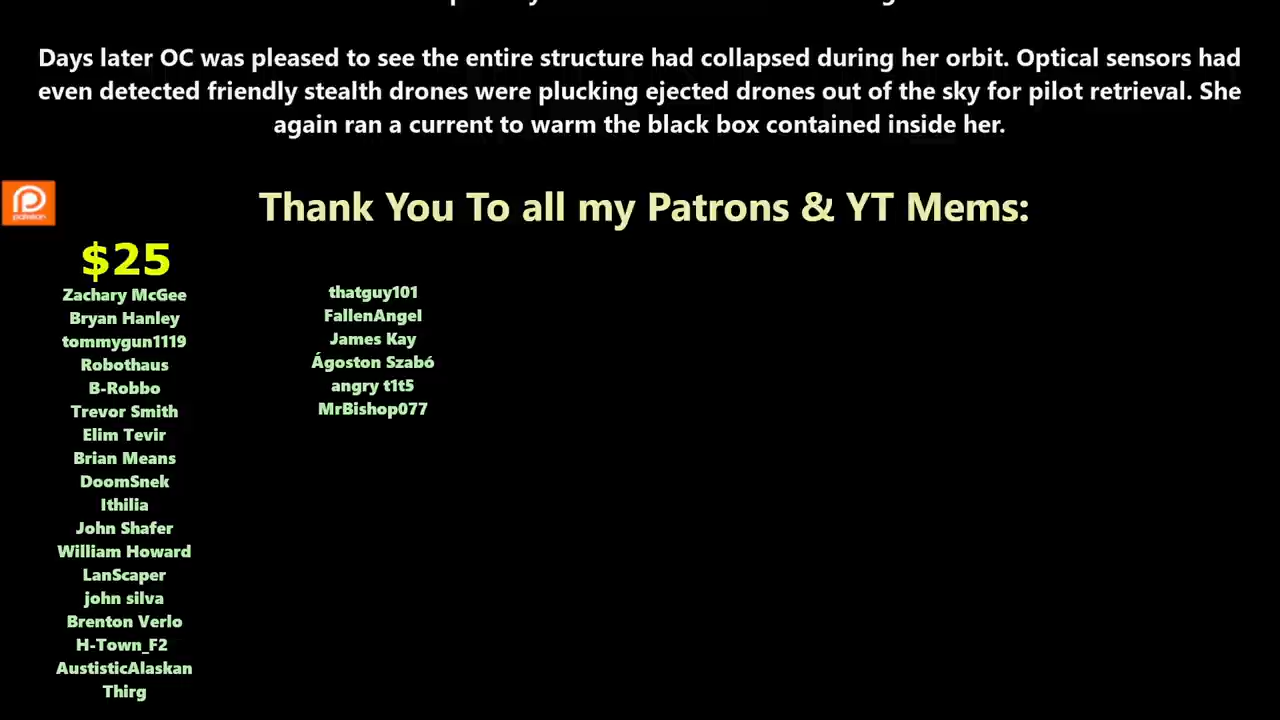 Days later OC was pleased to see the entire structure had collapsed during her orbit. Optical sensors had
even detected friendly stealth drones were plucking ejected drones out of the sky for pilot retrieval. She
again ran a current to warm the black box contained inside her.
patreon
Thank You To all my Patrons & YT Mems:
$25
Zachary McGee
Bryan Hanley
tommygun1119
Robothaus
B-Robbo
Trevor Smith
Elim Tevir
Brian Means
DoomSnek
Ithilia
John Shafer
William Howard
LanScaper
john silva
Brenton Verlo
H-Town_F2
AustisticAlaskan
Thirg
thatguy101
FallenAngel
James Kay
Ágoston Szabó
angry t1t5
MrBishop077